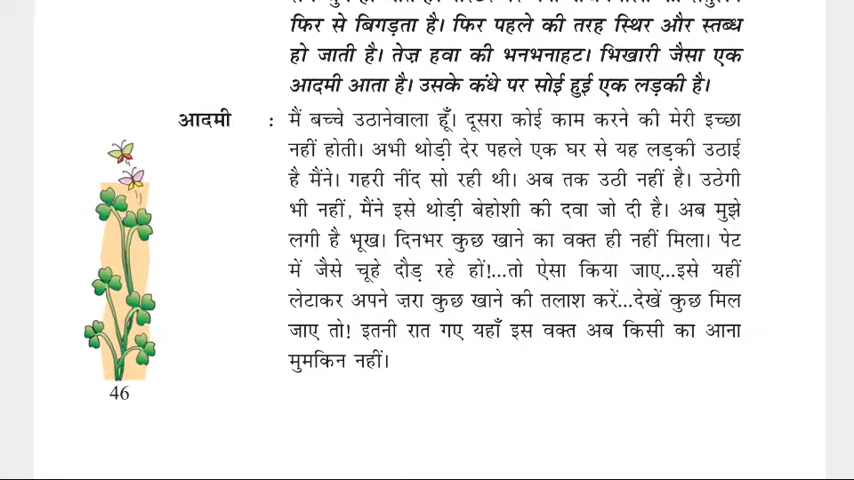 फिर से बिगड़ता है। फिर पहले की तरह स्थिर और स्तब्ध
हो जाती है। तेज़ हवा की भनभनाहट। भिखारी जैसा एक
आदमी आता है। उसके कंधे पर सोई हुई एक लड़की है।
आदमी : मैं बच्चे उठानेवाला हूँ। दूसरा कोई काम करने की मेरी इच्छा
नहीं होती। अभी थोड़ी देर पहले एक घर से यह लड़की उठाई
है मैंने। गहरी नींद सो रही थी। अब तक उठी नहीं है। उठेगी
भी नहीं, मैंने इसे थोड़ी बेहोशी की दवा जो दी है। अब मुझे
लगी है भूख। दिनभर कुछ खाने का वक्त ही नहीं मिला। पेट
में जैसे चूहे दौड़ रहे हों!...तो ऐसा किया जाए...इसे यहीं
लेटाकर अपने ज़रा कुछ खाने की तलाश करें...देखें कुछ मिल
जाए तो! इतनी रात गए यहाँ इस वक्त अब किसी का आना
मुमकिन नहीं।
46